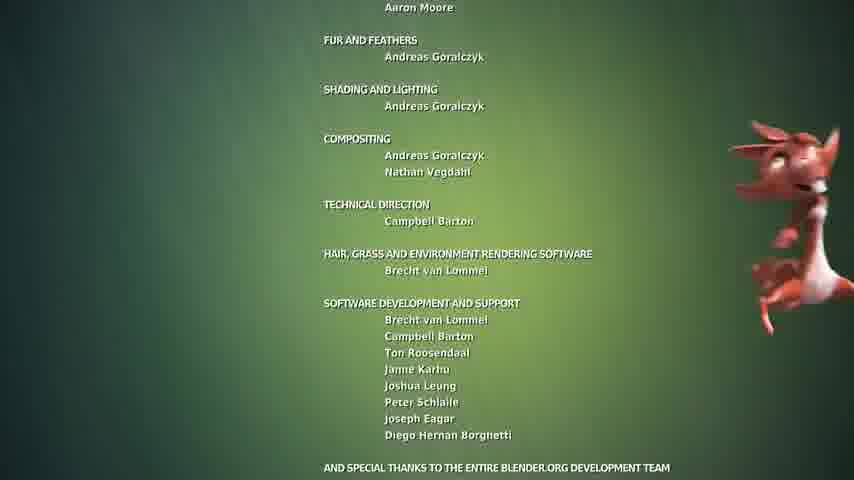 Aaron Moore
FUR AND FEATHERS
Andreas Goralczyk
SHADING AND LIGHTING
Andreas Goralczyk
COMPOSITING
Andreas Goralczyk
Nathan Vegdahl
TECHNICAL DIRECTION
Campbell Barton
HAIR, GRASS AND ENVIRONMENT RENDERING SOFTWARE
Brecht van Lommel
SOFTWARE DEVELOPMENT AND SUPPORT
Brecht van Lommel
Campbell Barton
Ton Roosendaal
Janne Karhu
Joshua Leung
Peter Schlaile
Joseph Eagar
Diego Hernan Borghetti
AND SPECIAL THANKS TO THE ENTIRE BLENDER.ORG DEVELOPMENT TEAM